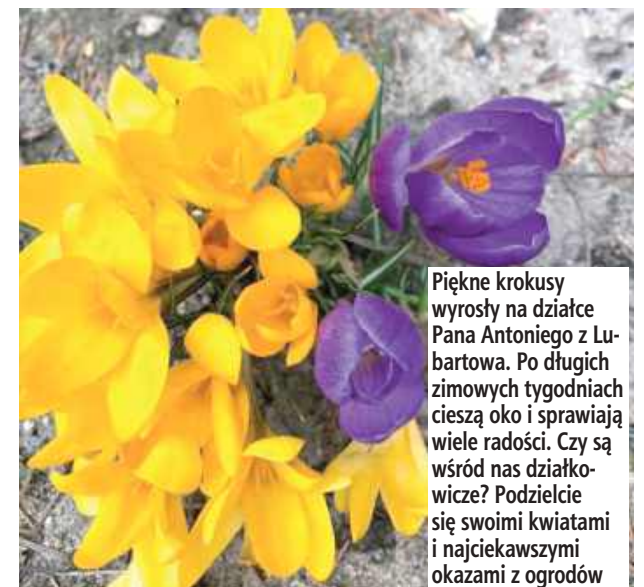 Piękne krokusy
wyrosły na działce
Pana Antoniego z Lu-
bartowa. Po długich
zimowych tygodniach
cieszą oko i sprawiają
wiele radości. Czy są
wśród nas działko-
wicze? Podzielcie
się swoimi kwiatami
i najciekawszymi
okazami z ogrodów